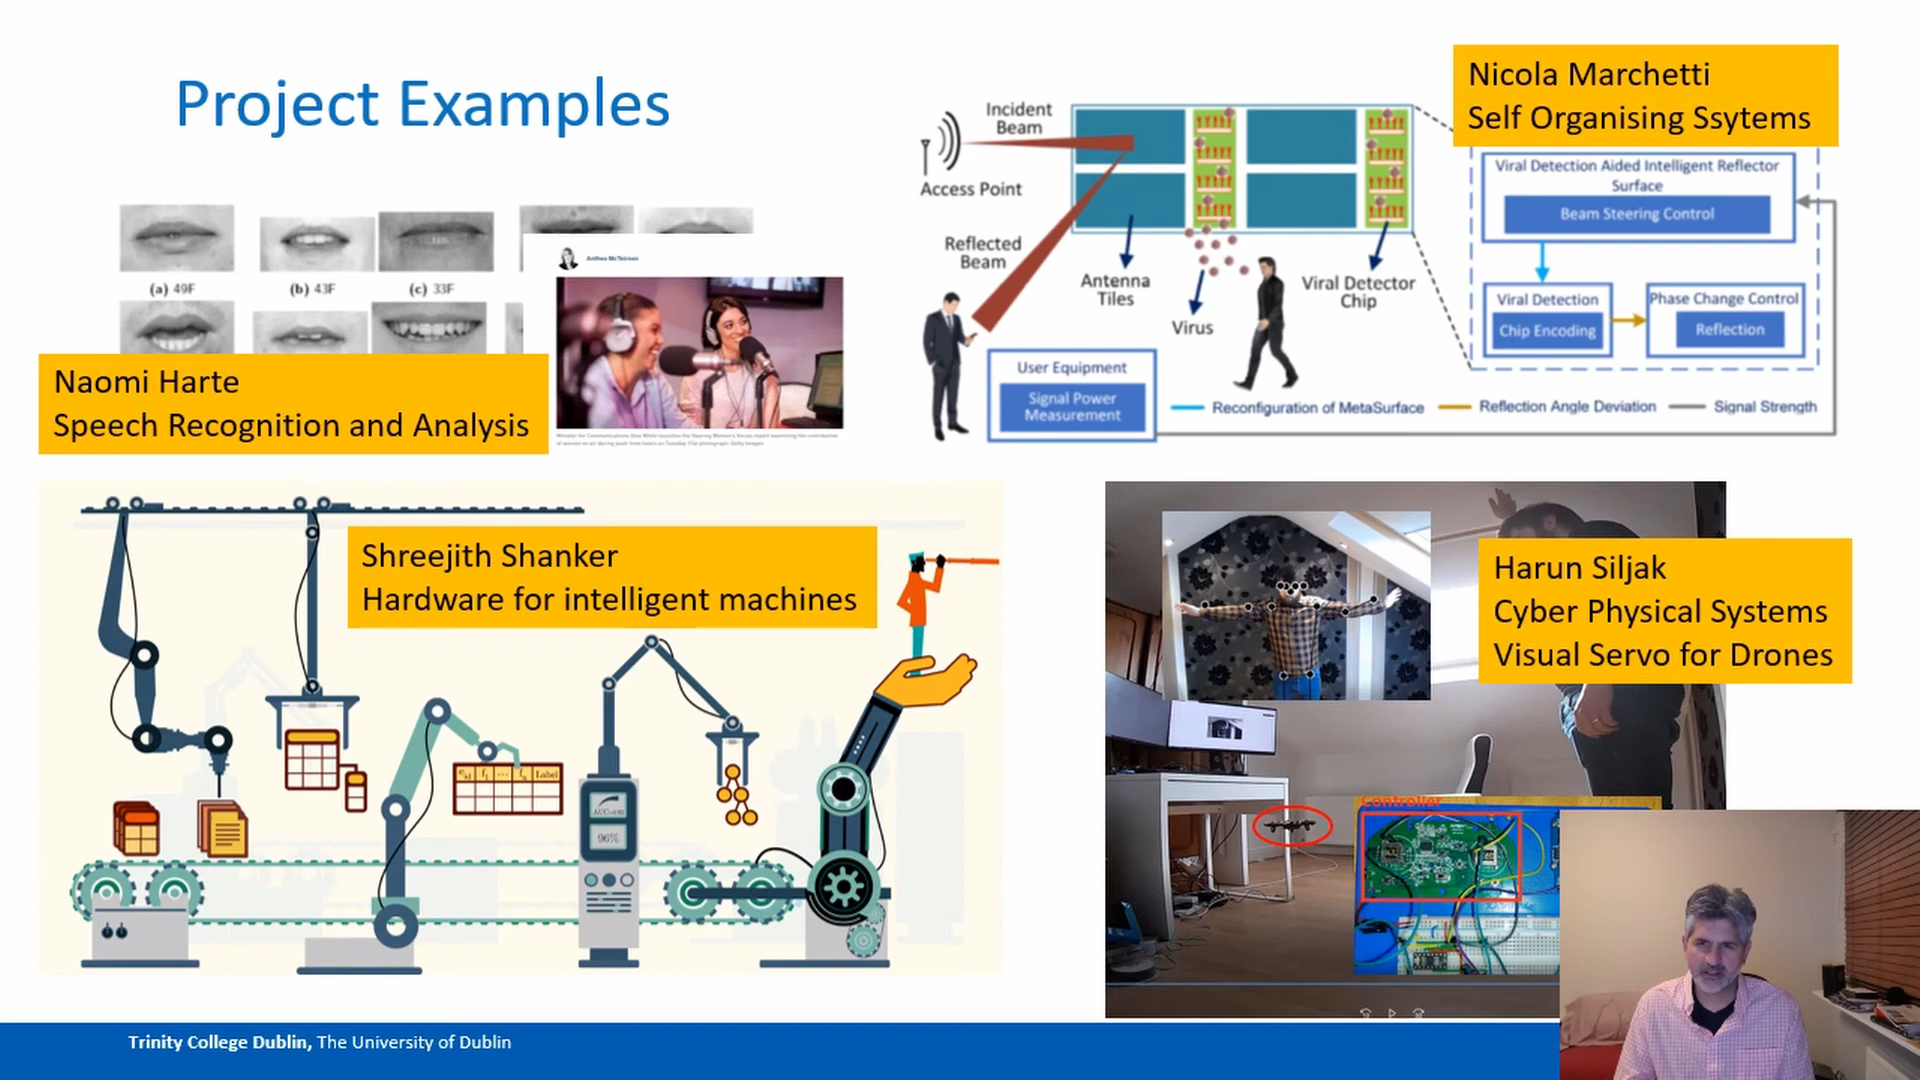 Project Examples
(a) 49F
(b) 43F
(c) 33F
Anthea McTeirnan
Naomi Harte
Speech Recognition and Analysis
Nicola Marchetti
Self Organising Ssytems
Incident
Beam
Access Point
Reflected
Beam
Antenna
Tiles
Virus
Viral Detector
Chip
Viral Detection Aided Intelligent Reflector
Surface
Beam Steering Control
Viral Detection
Chip Encoding
Phase Change Control
Reflection
User Equipment
Signal Power
Measurement
Reconfiguration of MetaSurface
Reflection Angle Deviation
Signal Strength
Shreejith Shanker
Hardware for intelligent machines
Label
96%
Harun Siljak
Cyber Physical Systems
Visual Servo for Drones
Controller
Trinity College Dublin, The University of Dublin